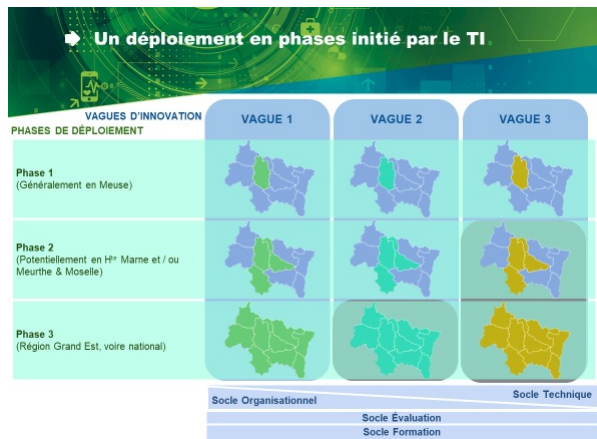 Un déploiement en phases initié par le TI
VAGUES D'INNOVATION
PHASES DE DÉPLOIEMENT
VAGUE 1
VAGUE 2
VAGUE 3
Phase 1
(Généralement en Meuse)
Phase 2
(Potentiellement en Hte Marne et / ou
Meurthe & Moselle)
Phase 3
(Région Grand Est, voire national)
Socle Organisationnel
Socle Technique
Socle Évaluation
Socle Formation